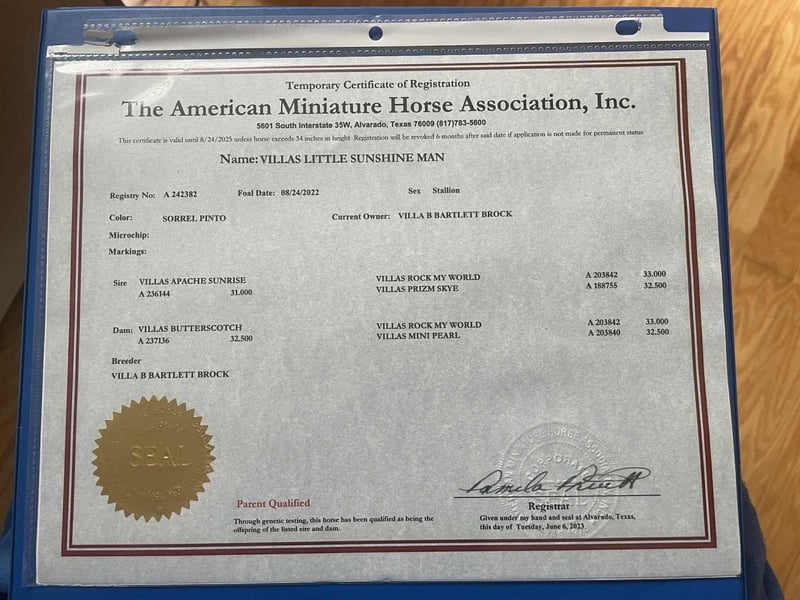 Temporary Certificate of Registration
The American Miniature Horse Association, Inc.
5601 South Interstate 35W, Alvarado, Texas 76009 (817)783-5600
This certificate is valid until 8/24/2025 unless horse exceeds 34 inches in height. Registration will be revoked 6 months after said date if application is not made for permanent status
Name: VILLAS LITTLE SUNSHINE MAN
Registry No: A 242382 Foal Date: 08/24/2022 Sex Stallion
Color: SORREL PINTO Current Owner: VILLA B BARTLETT BROCK
Microchip:
Markings:
Sire VILLAS APACHE SUNRISE VILLAS ROCK MY WORLD A 203842 33.000
A 236144 31.000 VILLAS PRIZM SKYE A 188755 32.500
Dam: VILLAS BUTTERSCOTCH VILLAS ROCK MY WORLD A 203842 33.000
A 237136 32.500 VILLAS MINI PEARL A 203840 32.500
Breeder
VILLA B BARTLETT BROCK
SEAL
Parent Qualified
Through genetic testing, this horse has been qualified as being the
offspring of the listed sire and dam.
Registrar
Given under my hand and seal at Alvarado, Texas,
this day of Tuesday, June 6, 2023